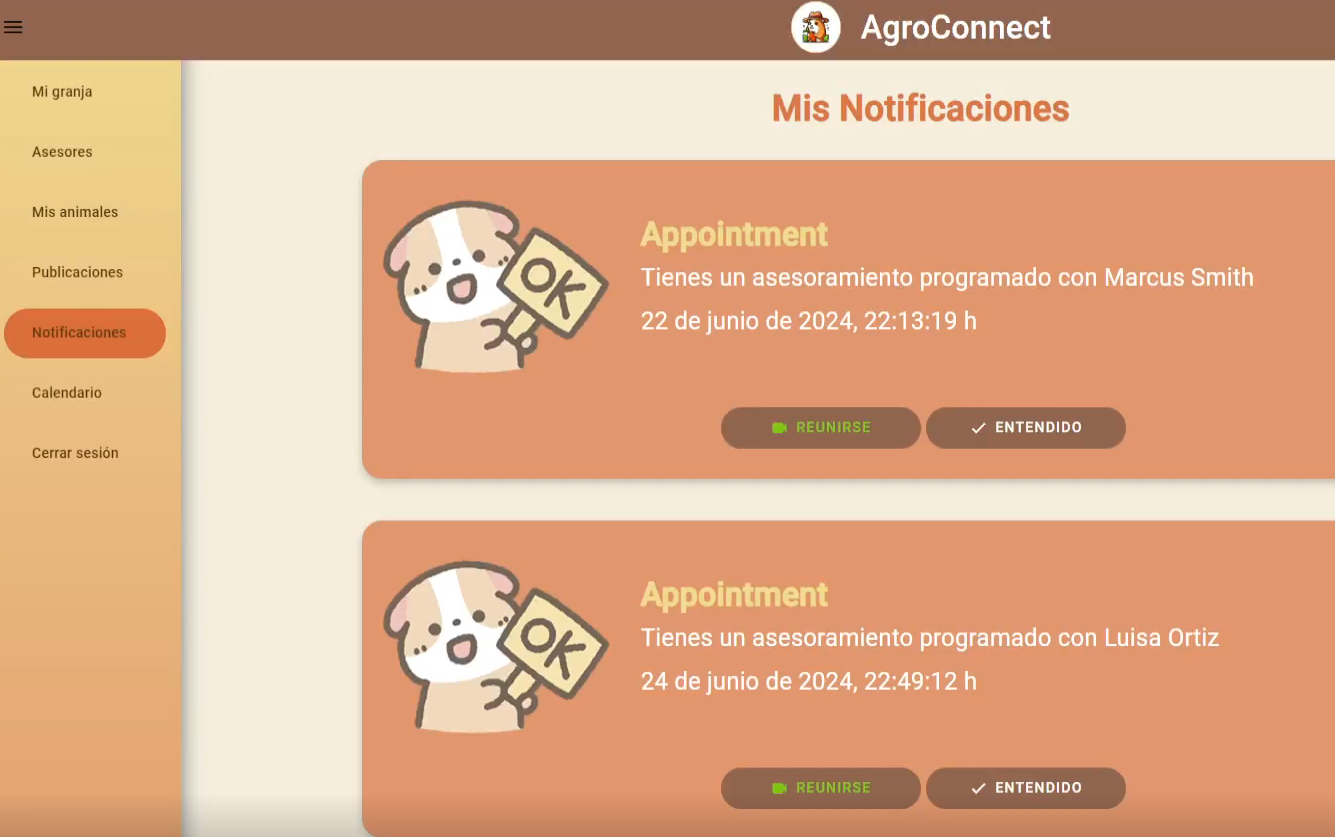 AgroConnect
Mi granja
Asesores
Mis animales
Publicaciones
Notificaciones
Calendario
Cerrar sesión
Mis Notificaciones
OK
Appointment
Tienes un asesoramiento programado con Marcus Smith
22 de junio de 2024, 22:13:19 h
REUNIRSE
ENTENDIDO
OK
Appointment
Tienes un asesoramiento programado con Luisa Ortiz
24 de junio de 2024, 22:49:12 h
REUNIRSE
ENTENDIDO